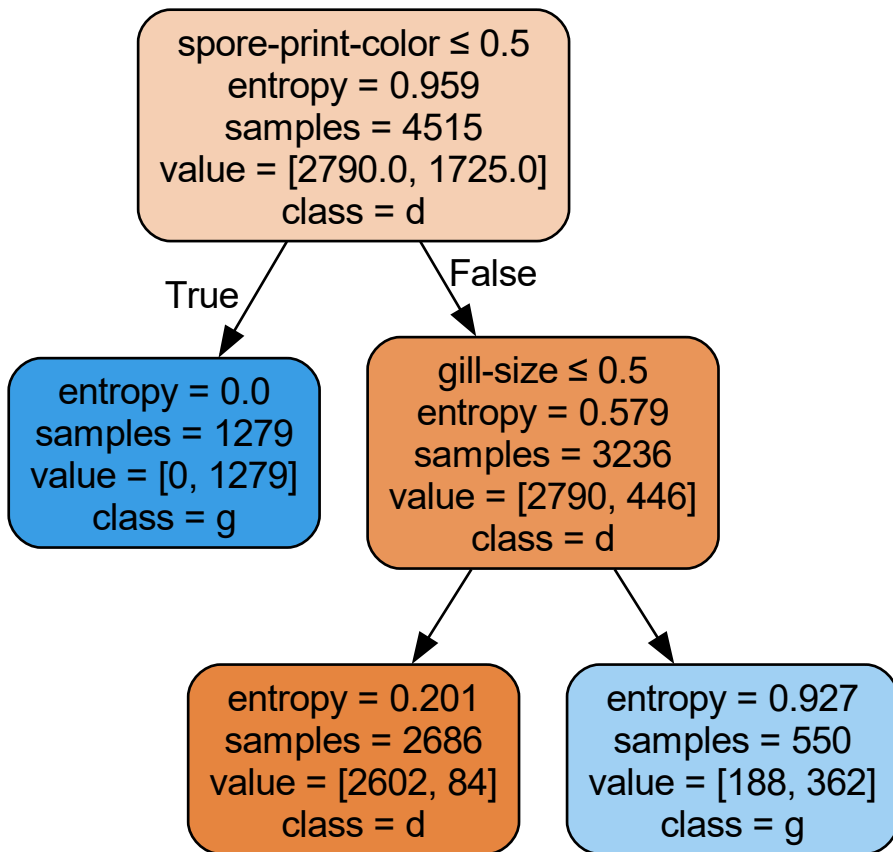 spore-print-color ≤ 0.5
entropy = 0.959
samples = 4515
value = [2790.0, 1725.0]
class = d
True
False
entropy = 0.0
samples = 1279
value = [0, 1279]
class = g
gill-size ≤ 0.5
entropy = 0.579
samples = 3236
value = [2790, 446]
class = d
entropy = 0.201
samples = 2686
value = [2602, 84]
class = d
entropy = 0.927
samples = 550
value = [188, 362]
class = g